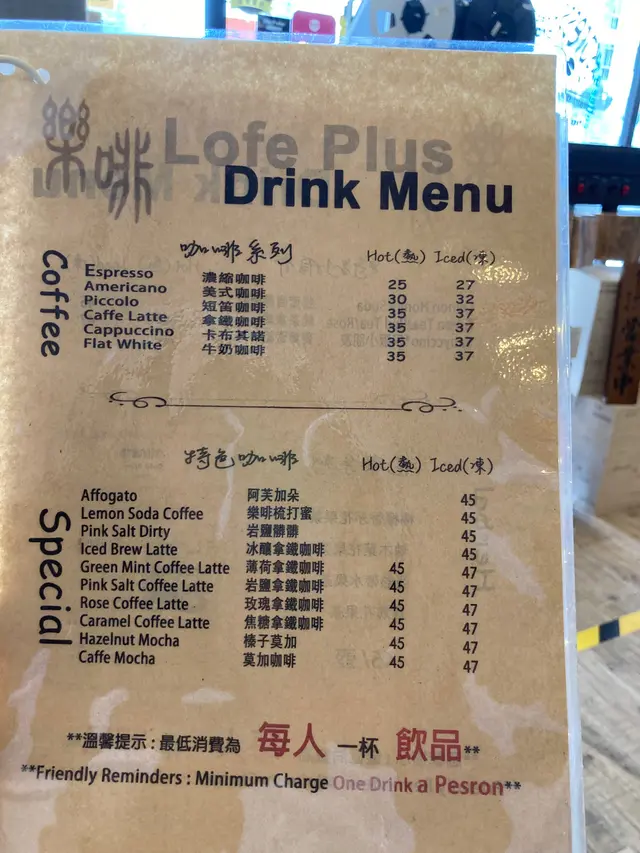 樂啡 Lofe Plus
Drink Menu
Coffee
咖啡系列 Hot(熱) Iced(凍)
Espresso 濃縮咖啡 25 27
Americano 美式咖啡 30 32
Piccolo 短笛咖啡 35 37
Caffe Latte 拿鐵咖啡 35 37
Cappuccino 卡布其諾 35 37
Flat White 牛奶咖啡 35 37
Special
特色咖啡 Hot(熱) Iced(凍)
Affogato 阿芙加朵 45
Lemon Soda Coffee 樂啡梳打蜜 45
Pink Salt Dirty 岩鹽髒髒 45
Iced Brew Latte 冰釀拿鐵咖啡 45
Green Mint Coffee Latte 薄荷拿鐵咖啡 45 47
Pink Salt Coffee Latte 岩鹽拿鐵咖啡 45 47
Rose Coffee Latte 玫瑰拿鐵咖啡 45 47
Caramel Coffee Latte 焦糖拿鐵咖啡 45 47
Hazelnut Mocha 榛子莫加 45 47
Caffe Mocha 莫加咖啡 45 47
**溫馨提示 : 最低消費為 每人 一杯 飲品**
**Friendly Reminders : Minimum Charge One Drink a Pesron**